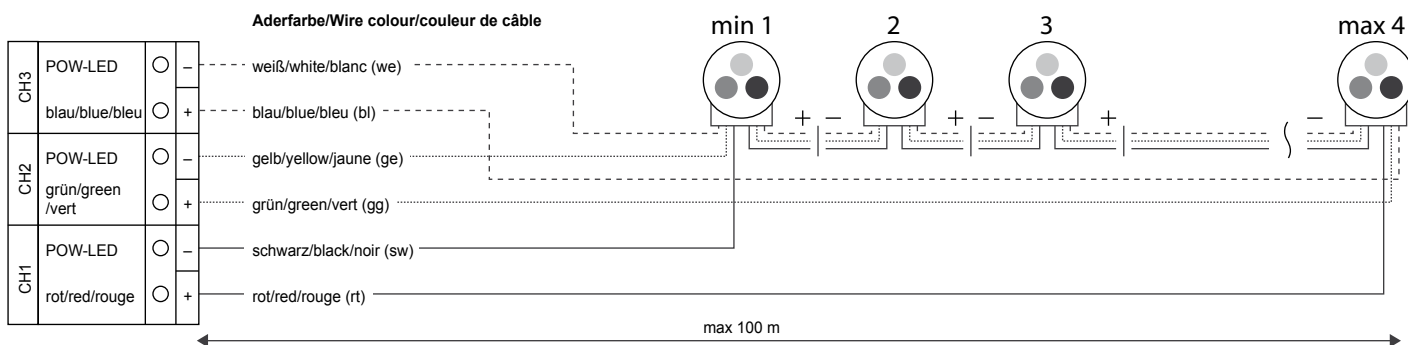 Aderfarbe/Wire colour/couleur de câble
min 1
2
3
max 4
CH3
POW-LED
–
weiß/white/blanc (we)
blau/blue/bleu
+
blau/blue/bleu (bl)
+ – + – + –
CH2
POW-LED
–
gelb/yellow/jaune (ge)
grün/green
/vert
+
grün/green/vert (gg)
CH1
POW-LED
–
schwarz/black/noir (sw)
rot/red/rouge
+
rot/red/rouge (rt)
max 100 m